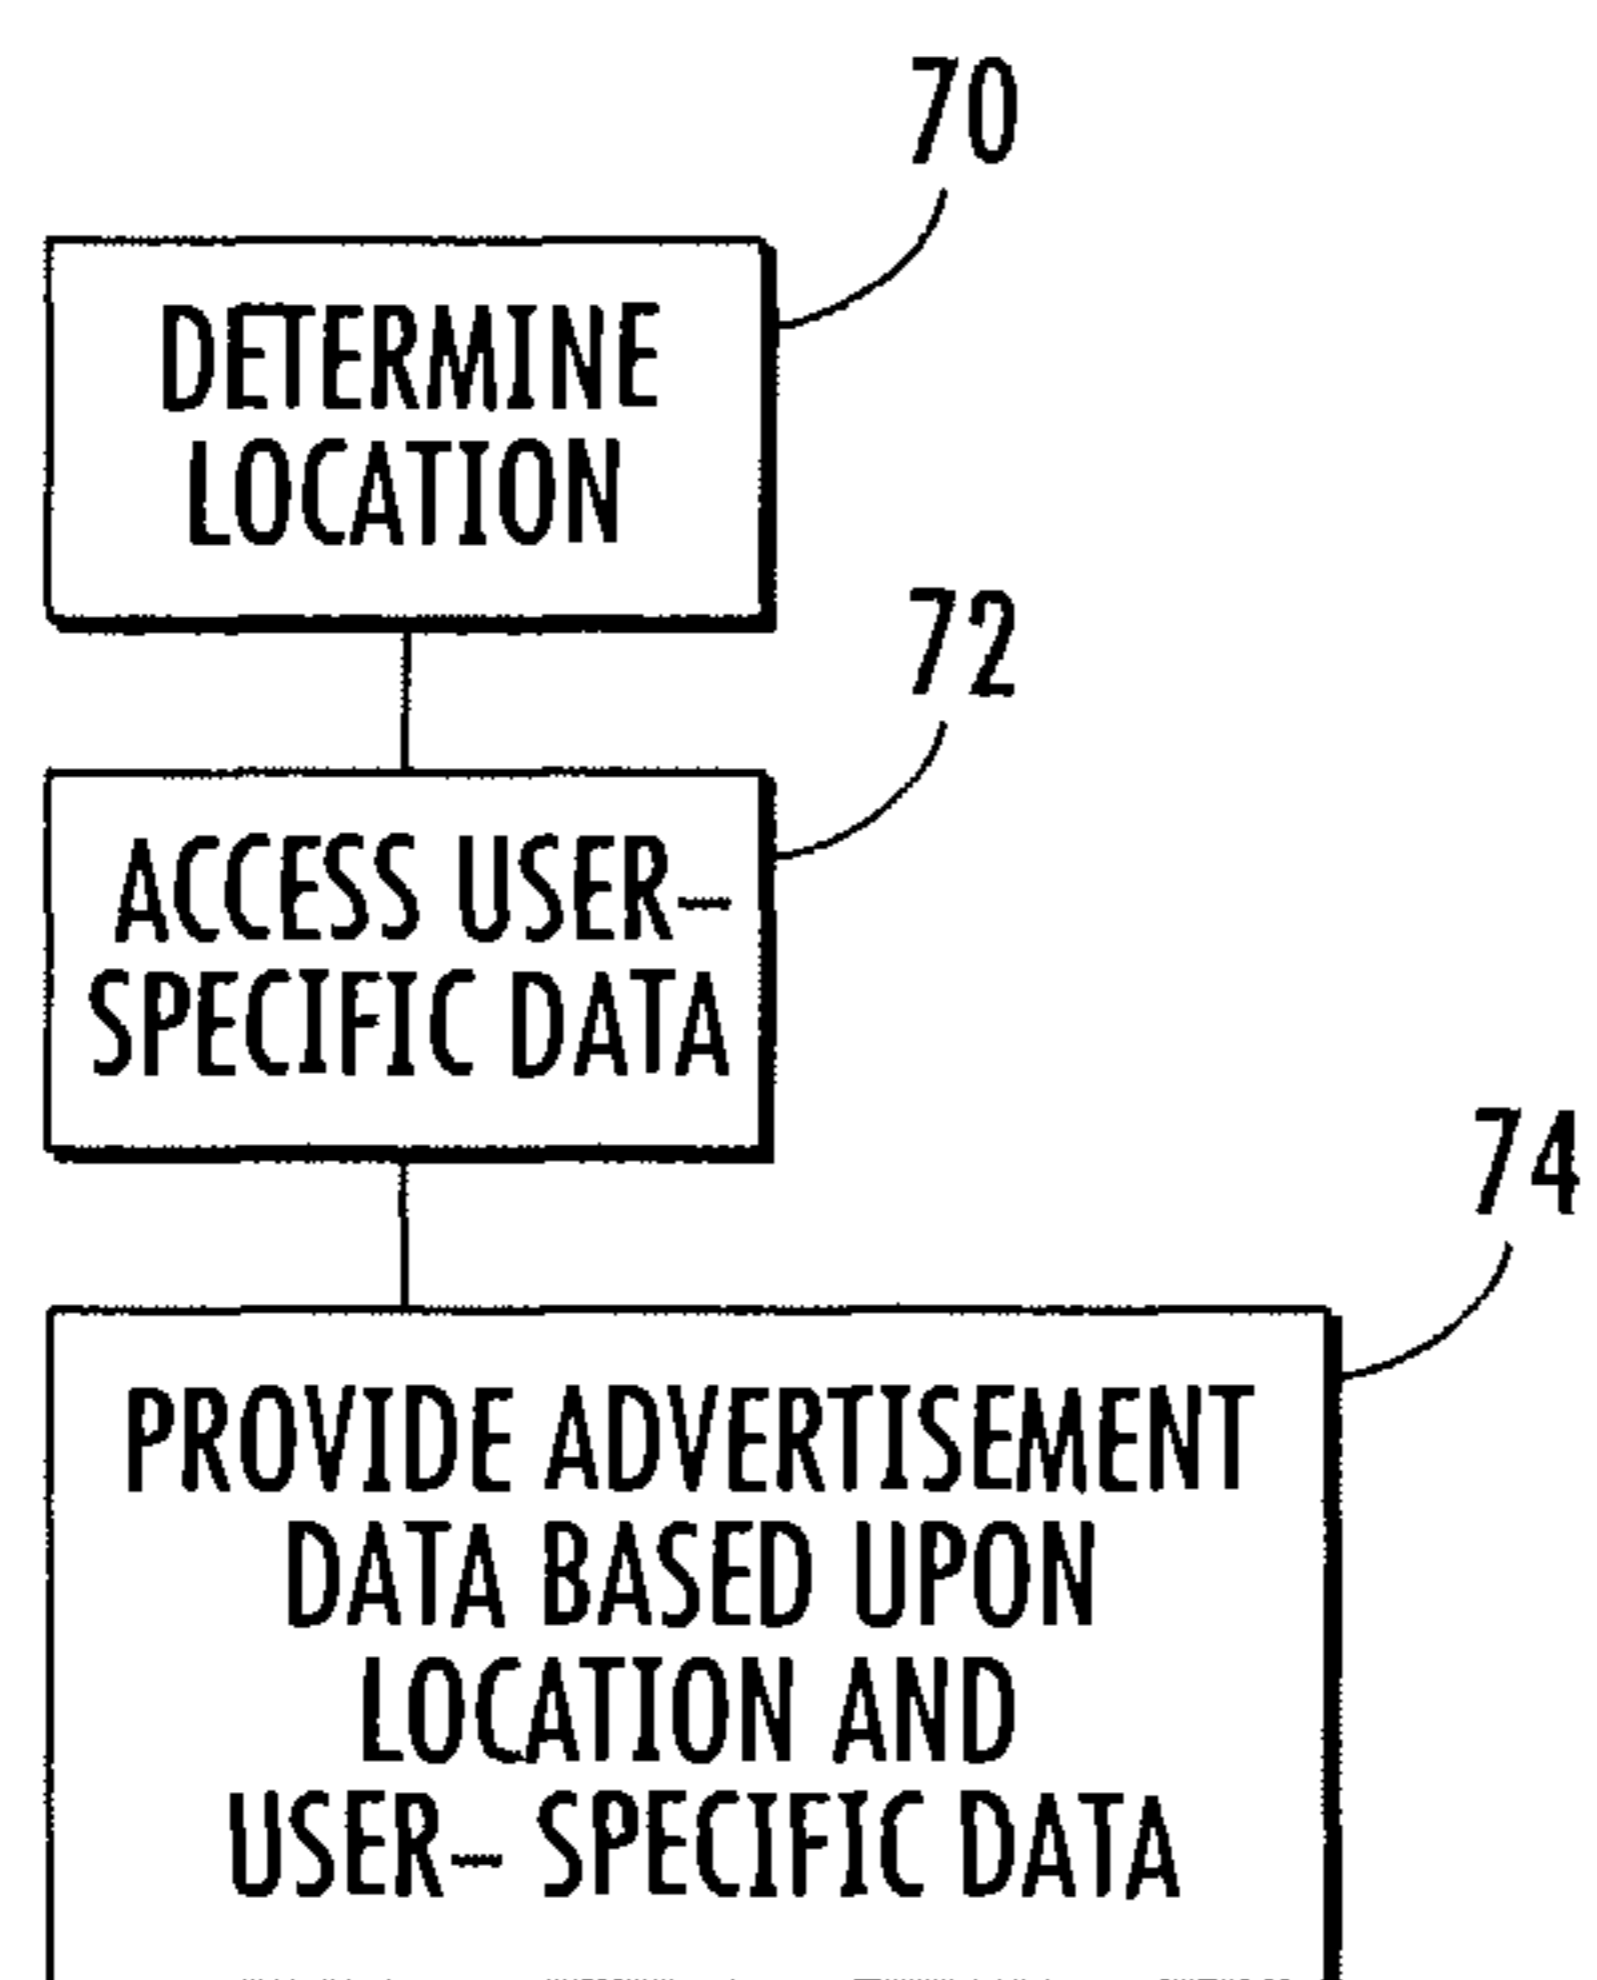 70
DETERMINE
LOCATION
72
ACCESS USER-
SPECIFIC DATA
74
PROVIDE ADVERTISEMENT
DATA BASED UPON
LOCATION AND
USER- SPECIFIC DATA